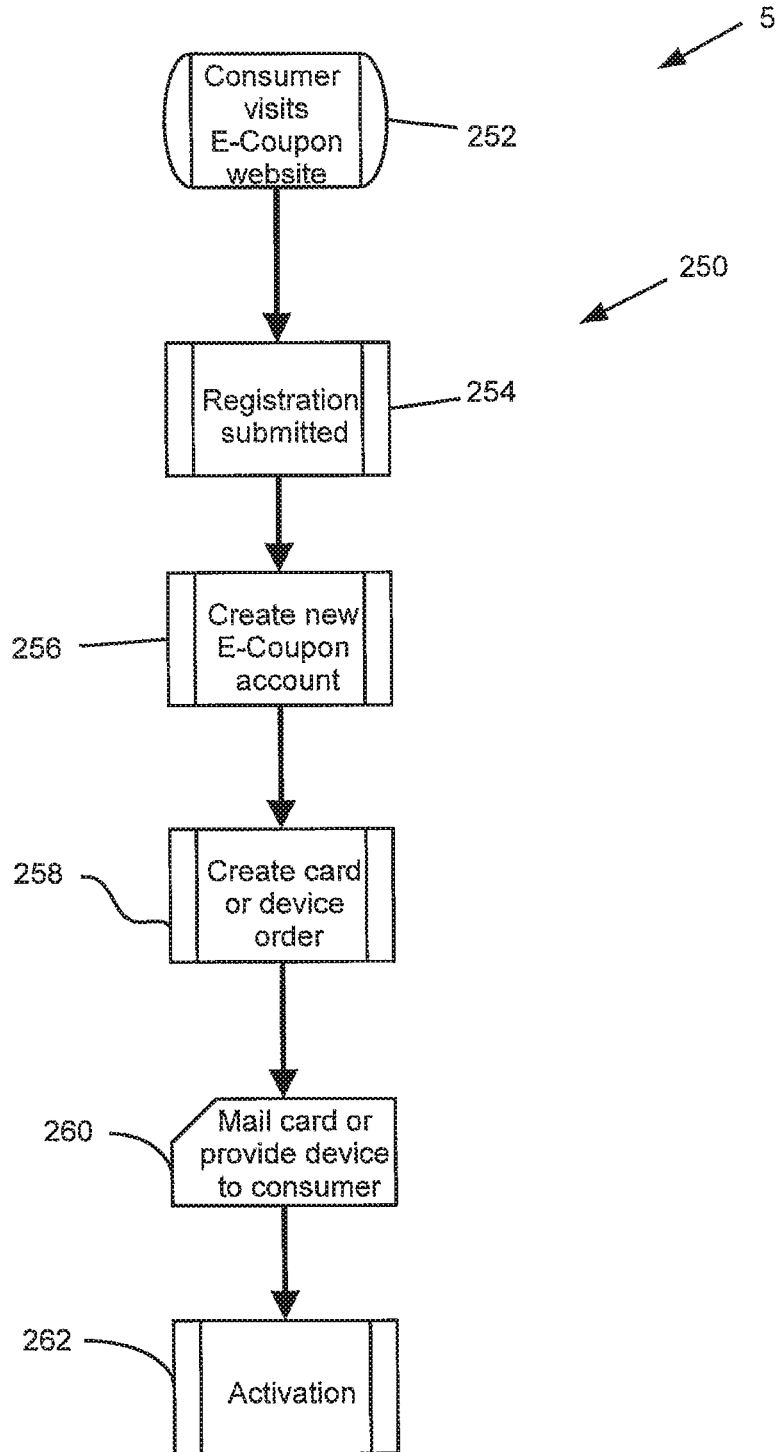 5
Consumer
visits
E-Coupon
website
252
250
Registration
submitted
254
Create new
E-Coupon
account
256
Create card
or device
order
258
Mail card or
provide device
to consumer
260
Activation
262